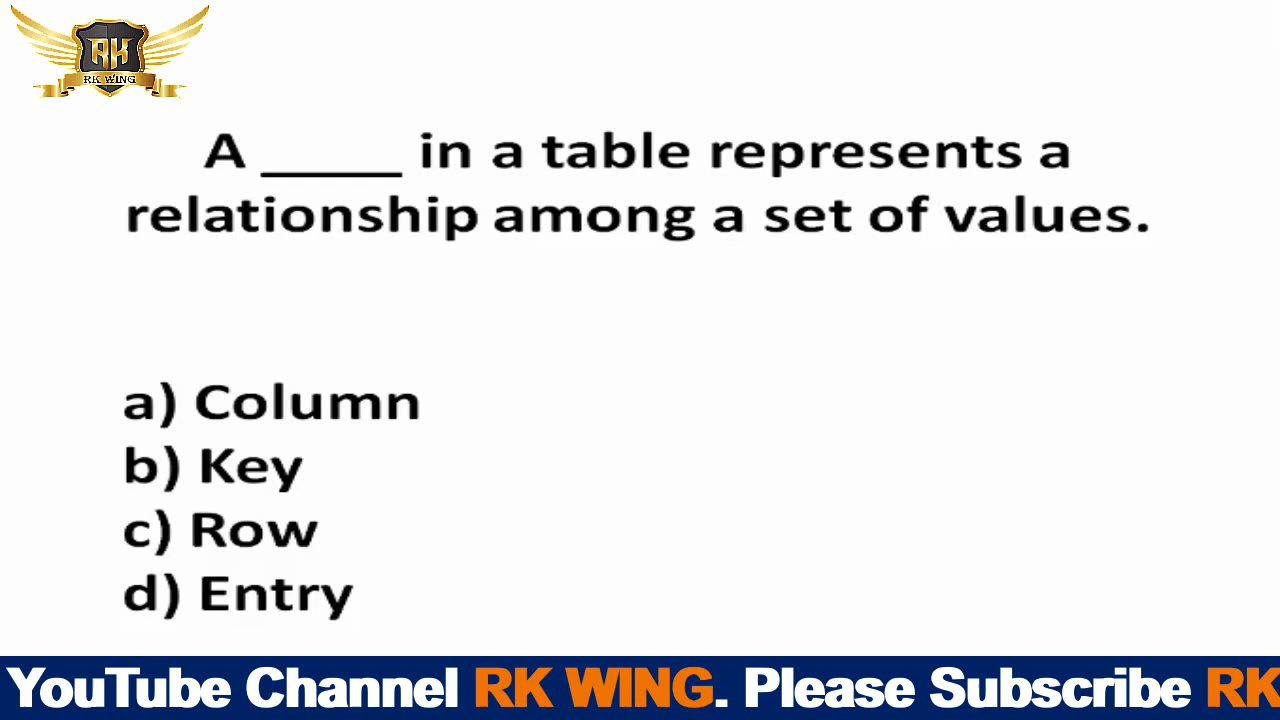 RK
RK WING
A _____ in a table represents a
relationship among a set of values.
a) Column
b) Key
c) Row
d) Entry
YouTube Channel RK WING. Please Subscribe RK